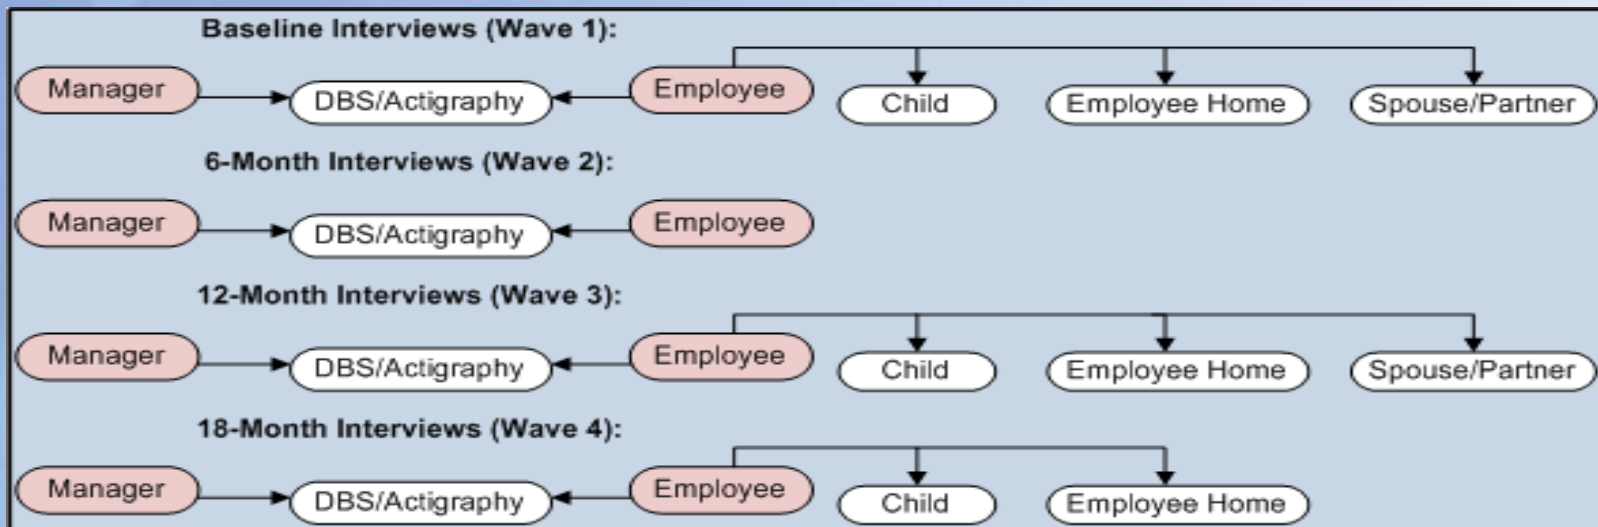 Baseline Interviews (Wave 1):
Manager DBS/Actigraphy Employee Child Employee Home Spouse/Partner
6-Month Interviews (Wave 2):
Manager DBS/Actigraphy Employee
12-Month Interviews (Wave 3):
Manager DBS/Actigraphy Employee Child Employee Home Spouse/Partner
18-Month Interviews (Wave 4):
Manager DBS/Actigraphy Employee Child Employee Home